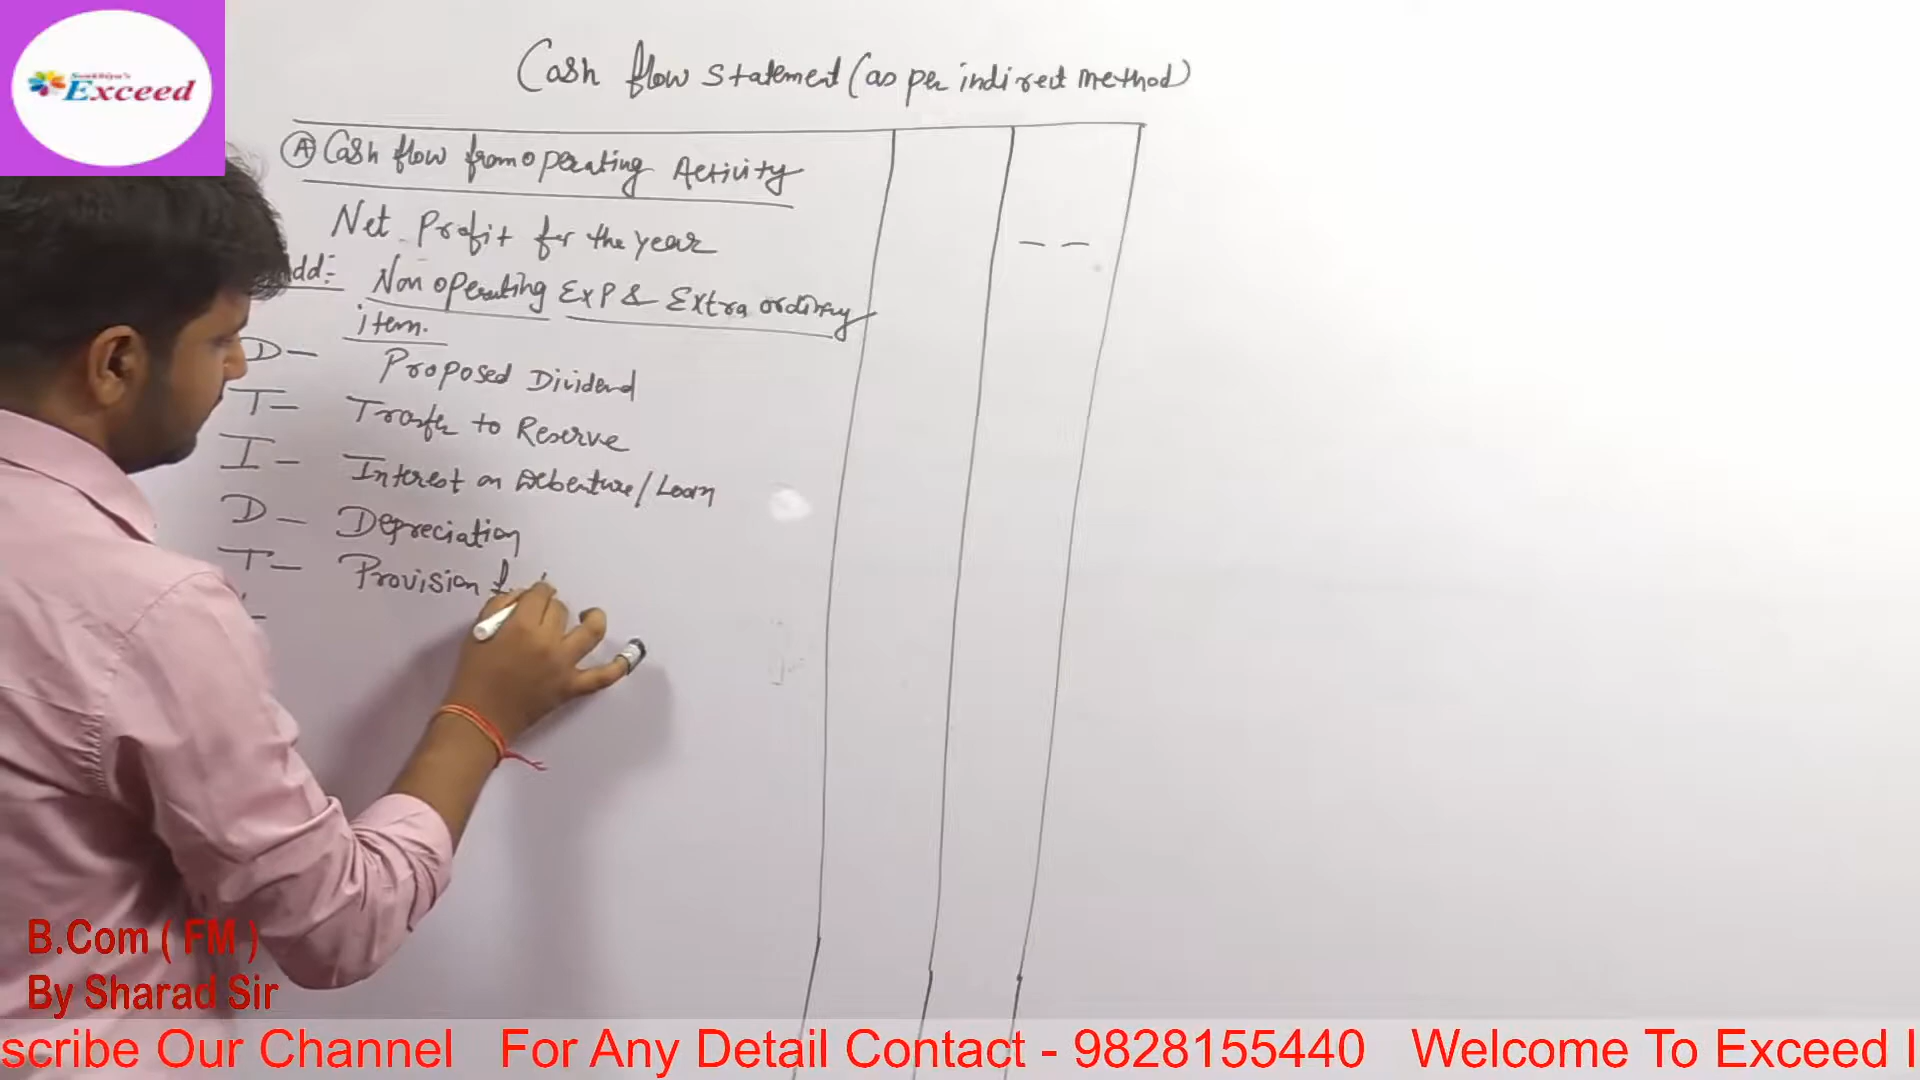 Soukhiya's
Exceed
Cash flow statement (as per indirect method)
A Cash flow from operating Activity
Net Profit for the year
Add:-
Non operating Exp & Extra ordinary
item.
D - Proposed Dividend
T - Trasfer to Reserve
I - Interest on Debenture/Loan
D - Depreciation
T - Provision
B.Com ( FM )
By Sharad Sir
scribe Our Channel For Any Detail Contact - 9828155440 Welcome To Exceed I